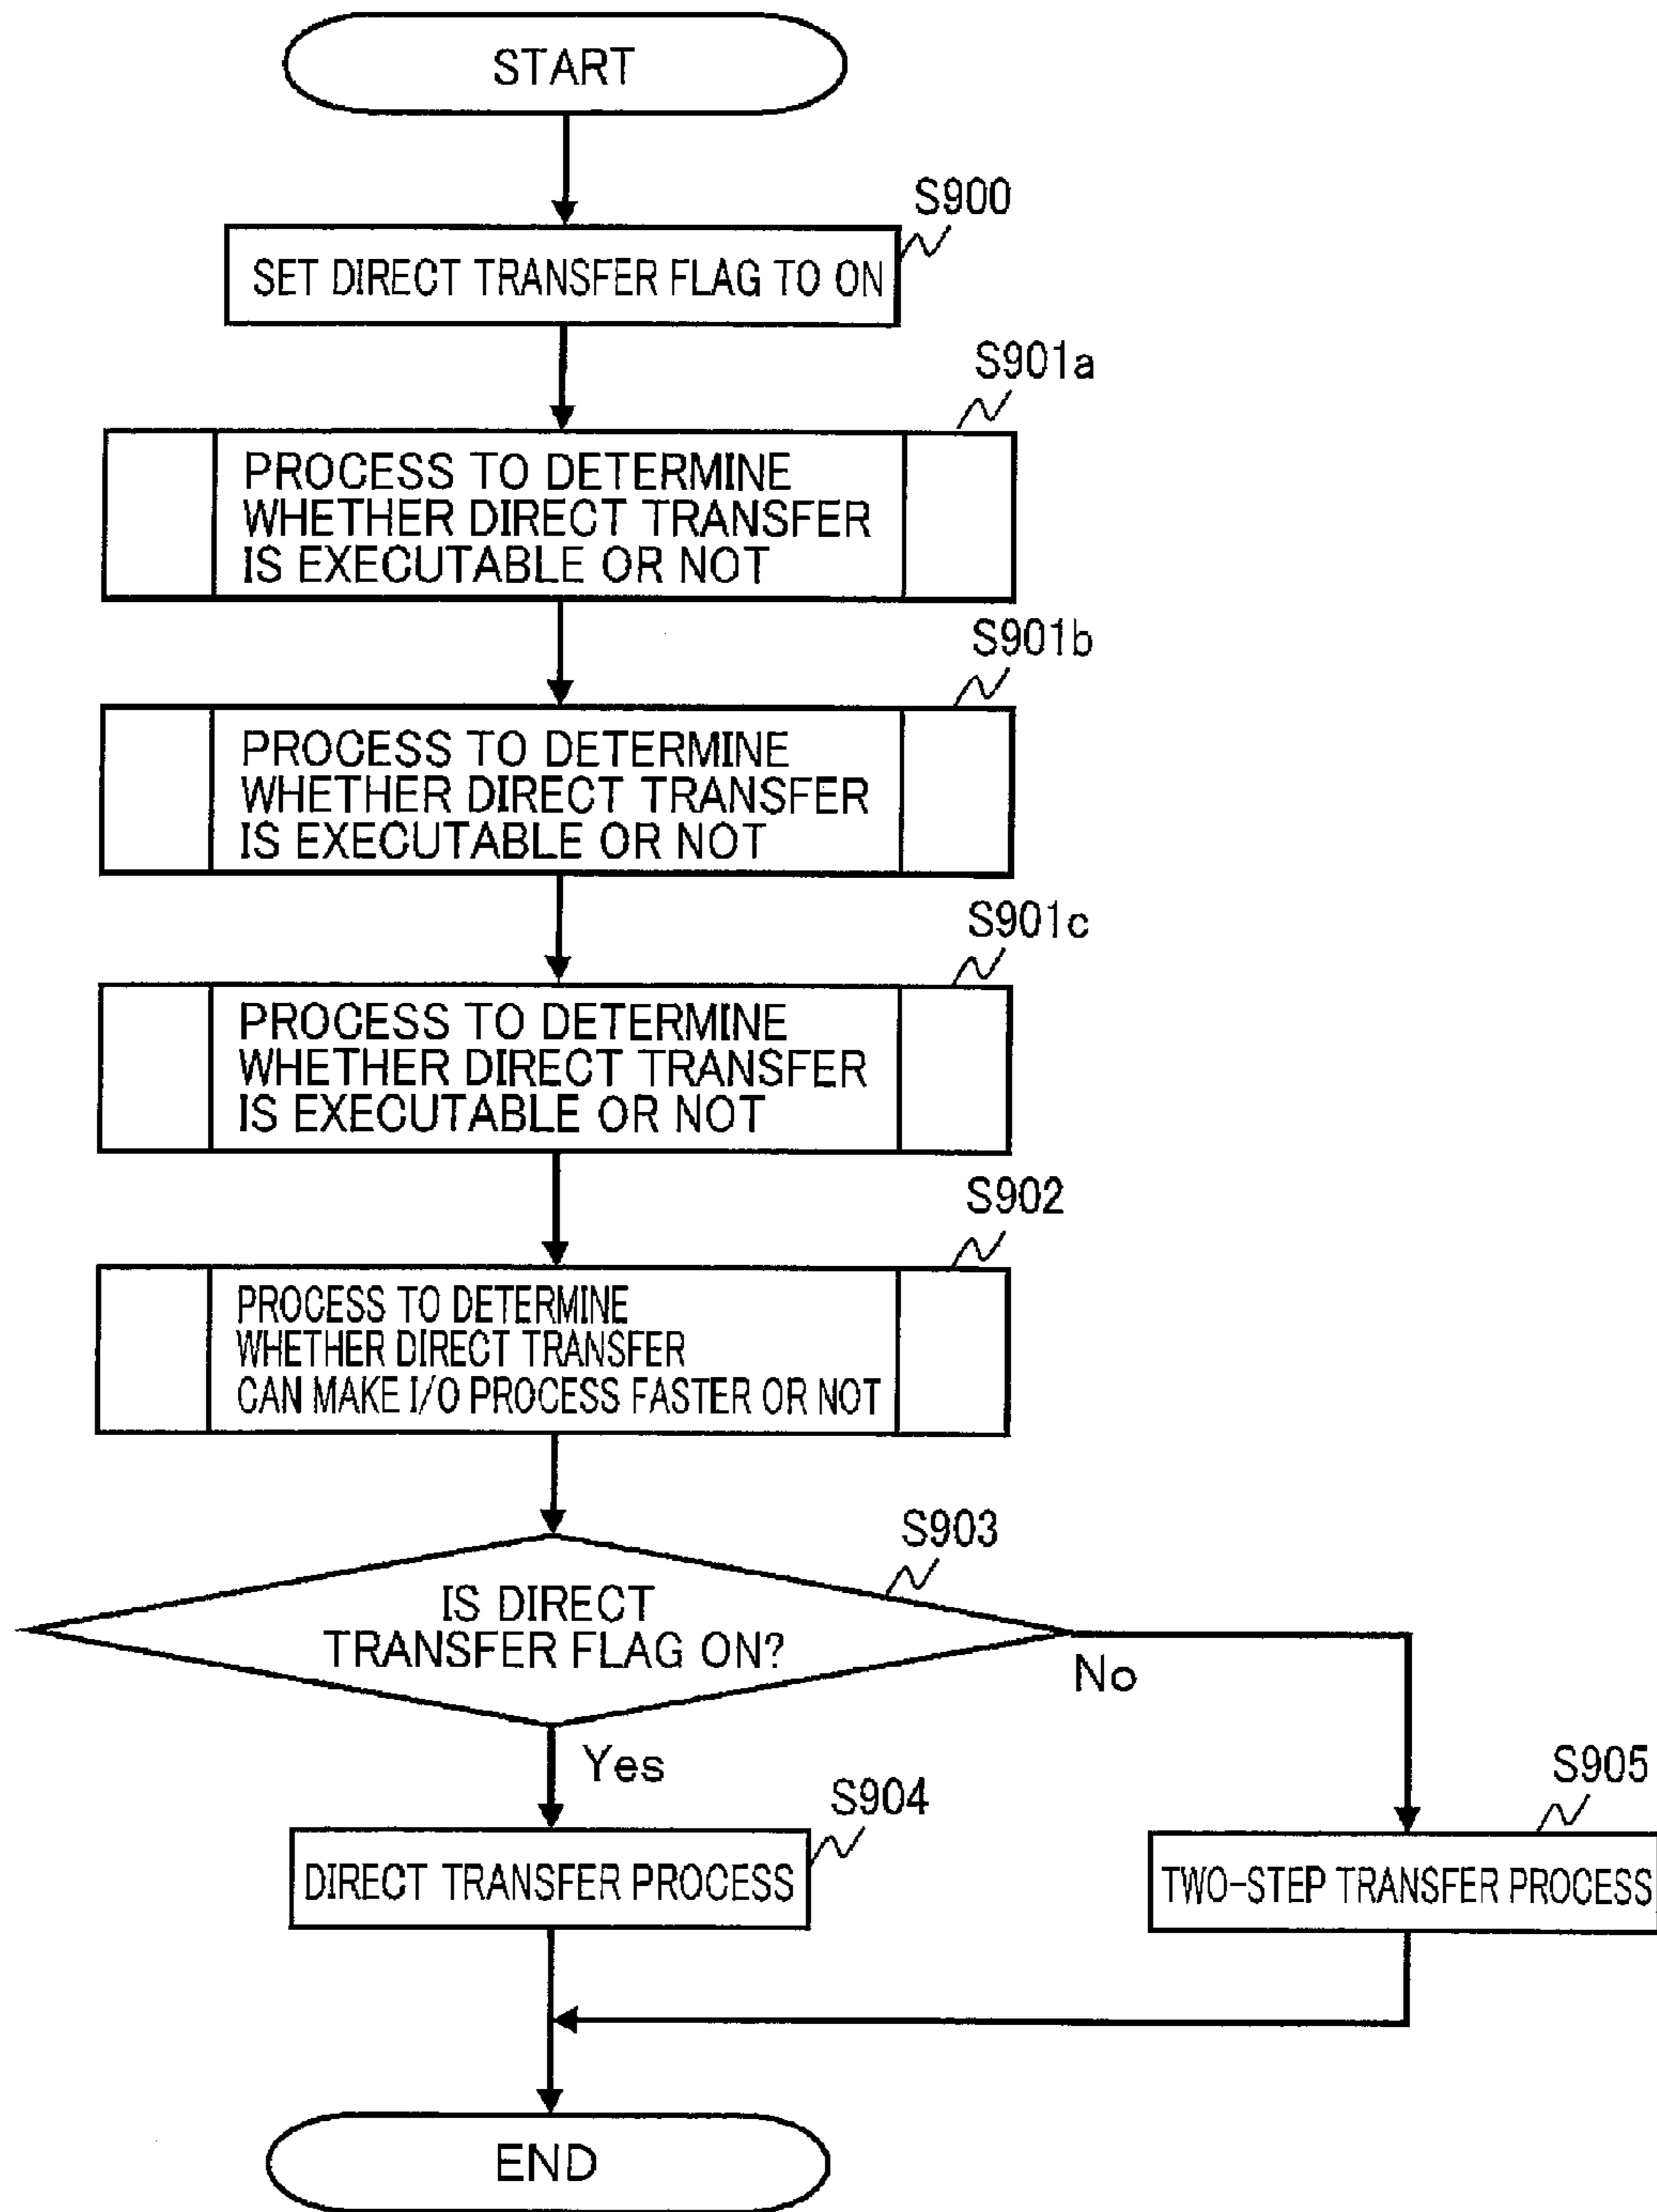 START
S900
SET DIRECT TRANSFER FLAG TO ON
S901a
PROCESS TO DETERMINE
WHETHER DIRECT TRANSFER
IS EXECUTABLE OR NOT
S901b
PROCESS TO DETERMINE
WHETHER DIRECT TRANSFER
IS EXECUTABLE OR NOT
S901c
PROCESS TO DETERMINE
WHETHER DIRECT TRANSFER
IS EXECUTABLE OR NOT
S902
PROCESS TO DETERMINE
WHETHER DIRECT TRANSFER
CAN MAKE I/O PROCESS FASTER OR NOT
S903
IS DIRECT
TRANSFER FLAG ON?
No
Yes
S904
S905
DIRECT TRANSFER PROCESS
TWO-STEP TRANSFER PROCESS
END